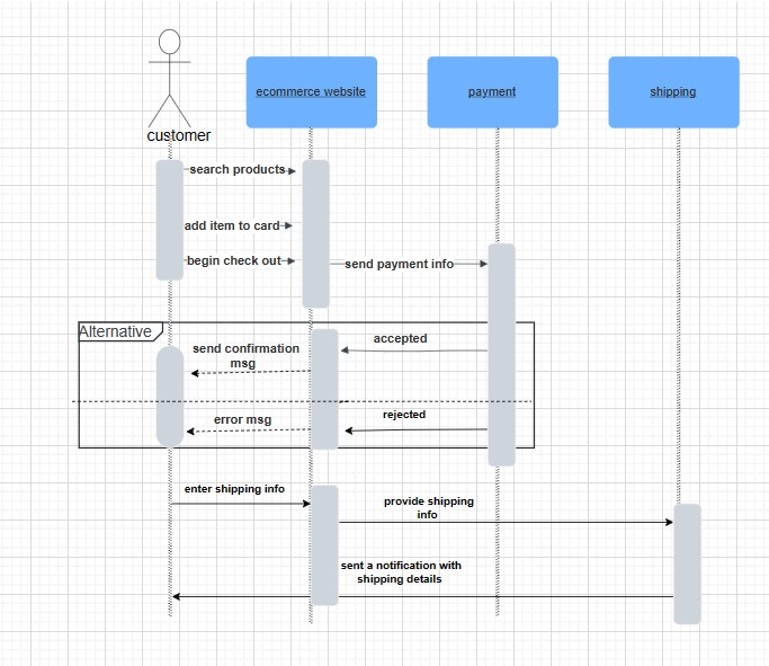 customer
ecommerce website
payment
shipping
search products
add item to card
begin check out
send payment info
Alternative
accepted
send confirmation
msg
error msg
rejected
enter shipping info
provide shipping
info
sent a notification with
shipping details